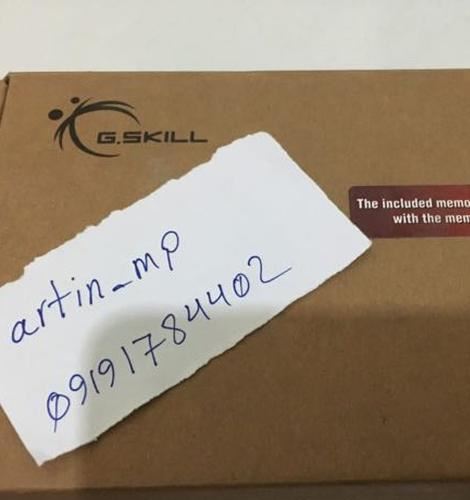 G.SKILL
The included memo
with the mem
artin_mp
09191784402